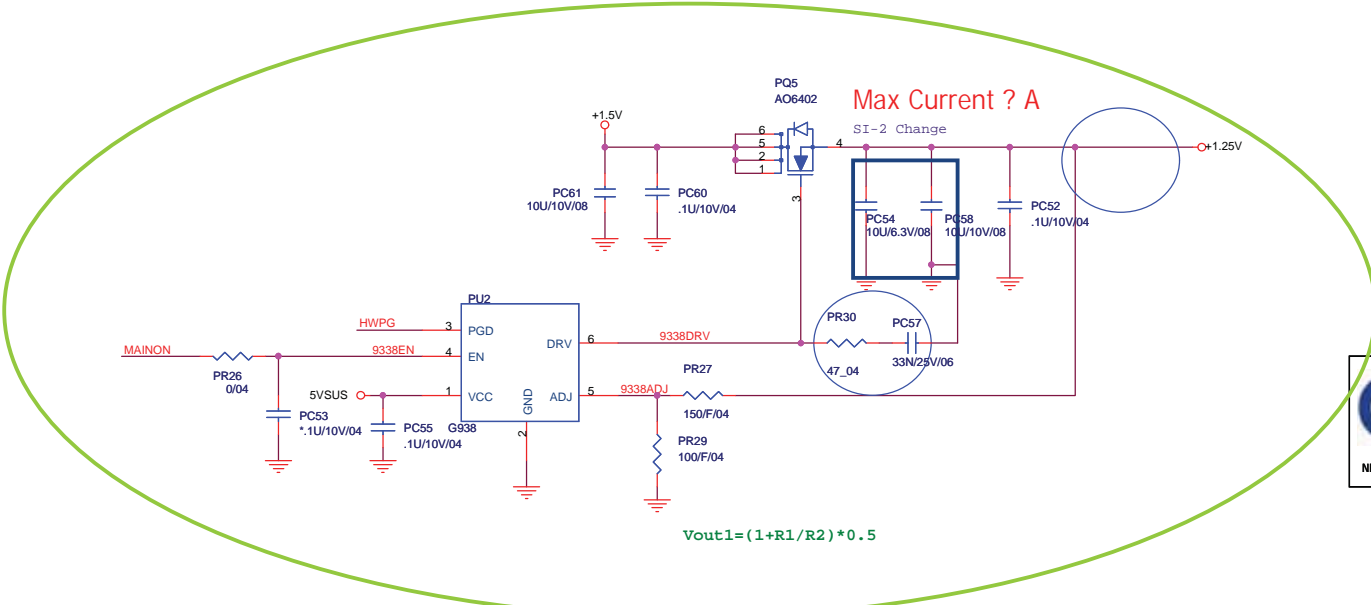 PQ5
AO6402
Max Current ? A
SI-2 Change
+1.5V
6
5
2
1
4
3
+1.25V
PC61
10U/10V/08
PC60
.1U/10V/04
PC54
10U/6.3V/08
PC58
10U/10V/08
PC52
.1U/10V/04
PU2
HWPG
3
PGD
MAINON
9338EN
4
EN
DRV
6
9338DRV
PR30
47_04
PC57
33N/25V/06
PR26
0/04
5VSUS
1
VCC
GND
2
ADJ
5
9338ADJ
PR27
150/F/04
G938
PC53
*.1U/10V/04
PC55
.1U/10V/04
PR29
100/F/04
Vout1=(1+R1/R2)*0.5